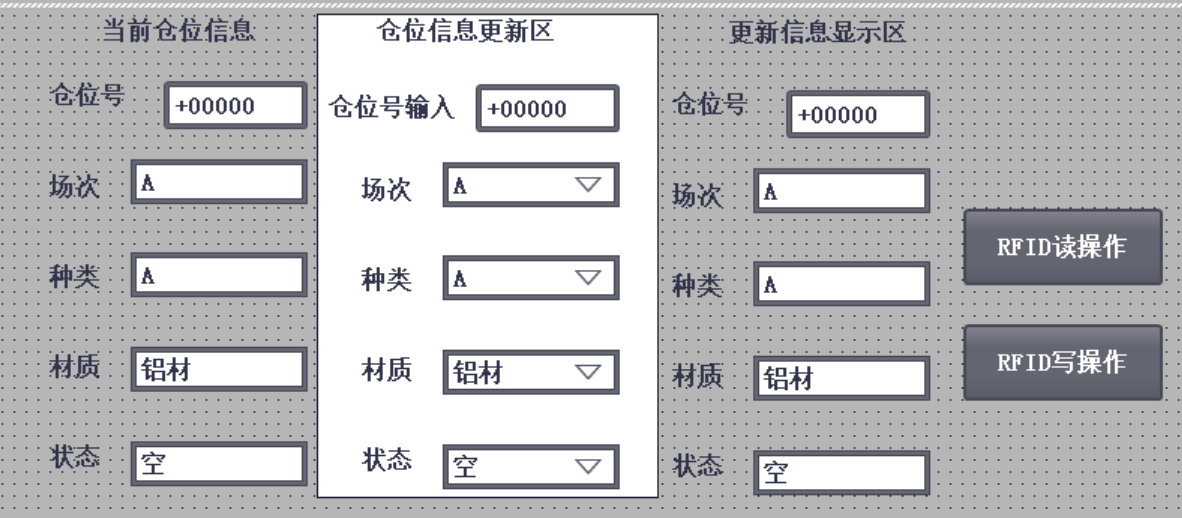 当前仓位信息
仓位号
+00000
场次
A
种类
A
材质
铝材
状态
空
仓位信息更新区
仓位号输入
+00000
场次
A
种类
A
材质
铝材
状态
空
更新信息显示区
仓位号
+00000
场次
A
种类
A
材质
铝材
状态
空
RFID读操作
RFID写操作